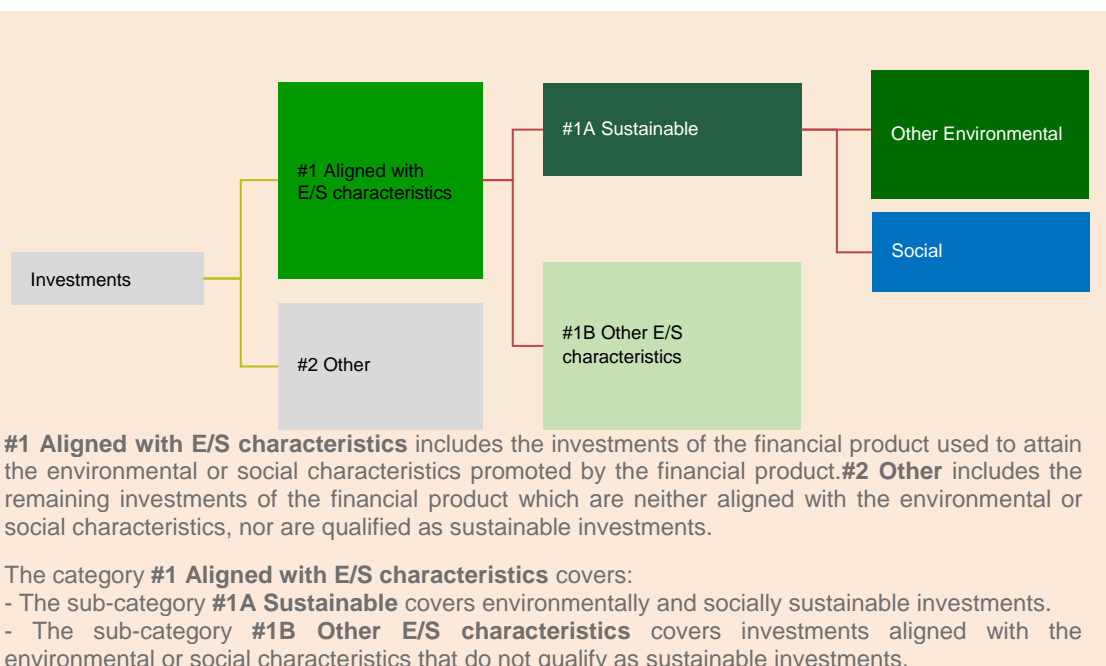 #1A Sustainable
Other Environmental
#1 Aligned with
E/S characteristics
Social
Investments
#1B Other E/S
characteristics
#2 Other
#1 Aligned with E/S characteristics includes the investments of the financial product used to attain
the environmental or social characteristics promoted by the financial product.#2 Other includes the
remaining investments of the financial product which are neither aligned with the environmental or
social characteristics, nor are qualified as sustainable investments.
The category #1 Aligned with E/S characteristics covers:
- The sub-category #1A Sustainable covers environmentally and socially sustainable investments.
- The sub-category #1B Other E/S characteristics covers investments aligned with the
environmental or social characteristics that do not qualify as sustainable investments.